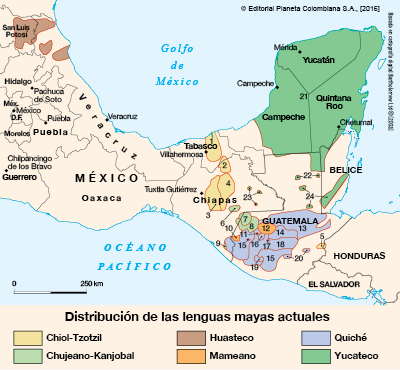 © Editorial Planeta Colombiana S.A., [2016]
Basado en cartografía digital Bartholomew Ltd ©[2003]
San Luis
Potosí
Golfo
de
México
Mérida
Yucatán
Campeche
21
Quintana
Roo
Campeche
Chetumal
Hidalgo
Pachuca
de Soto
Méx.
México
D.F.
Puebla
Morelos
Puebla
Veracruz
Veracruz
Chilpancingo
de los Bravo
Guerrero
MÉXICO
Oaxaca
Tabasco
Villahermosa
1
2
Tuxtla Gutiérrez
4
Chiapas
3
23
22
BELICE
24
OCÉANO
PACÍFICO
GUATEMALA
6
7
10
8
12
13
5
9
11
14
15
16
17
18
15
19
20
HONDURAS
EL SALVADOR
0
250 km
Distribución de las lenguas mayas actuales
Chiol-Tzotzil
Huasteco
Quiché
Chujeano-Kanjobal
Mameano
Yucateco